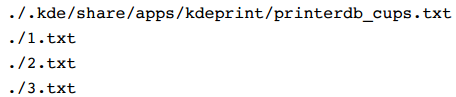 ./.kde/share/apps/kdeprint/printerdb_cups.txt
./1.txt
./2.txt
./3.txt